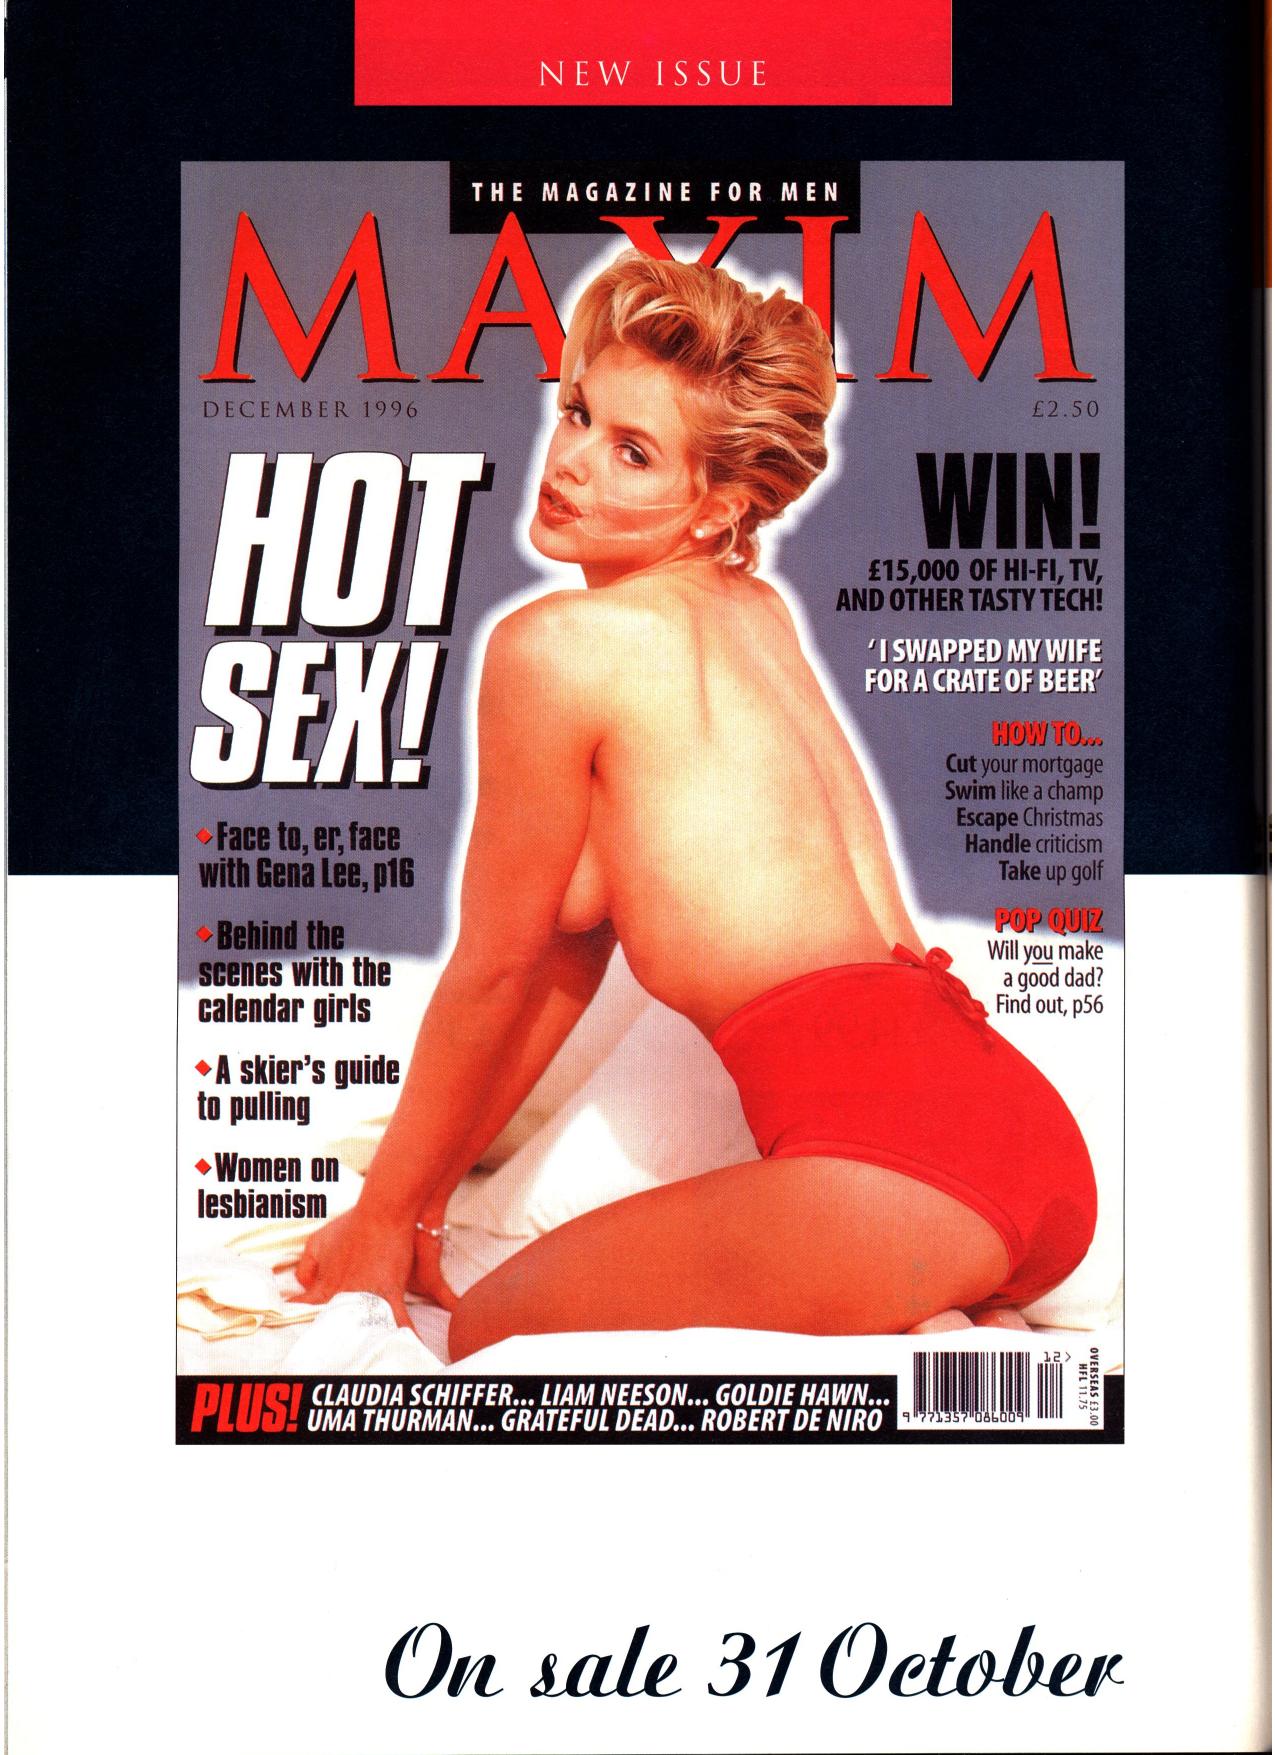 NEW ISSUE
THE MAGAZINE FOR MEN
MAXIM
DECEMBER 1996
£2.50
HOT
SEX!
Face to, er, face
with Gena Lee, p16
Behind the
scenes with the
calendar girls
A skier's guide
to pulling
Women on
lesbianism
WIN!
£15,000 OF HI-FI, TV,
AND OTHER TASTY TECH!
'I SWAPPED MY WIFE
FOR A CRATE OF BEER'
HOW TO...
Cut your mortgage
Swim like a champ
Escape Christmas
Handle criticism
Take up golf
POP QUIZ
Will you make
a good dad?
Find out, p56
PLUS! CLAUDIA SCHIFFER... LIAM NEESON... GOLDIE HAWN...
UMA THURMAN... GRATEFUL DEAD... ROBERT DE NIRO
12>
9 771357 086009
OVERSEAS £3.00
HFL 11.75
On sale 31 October